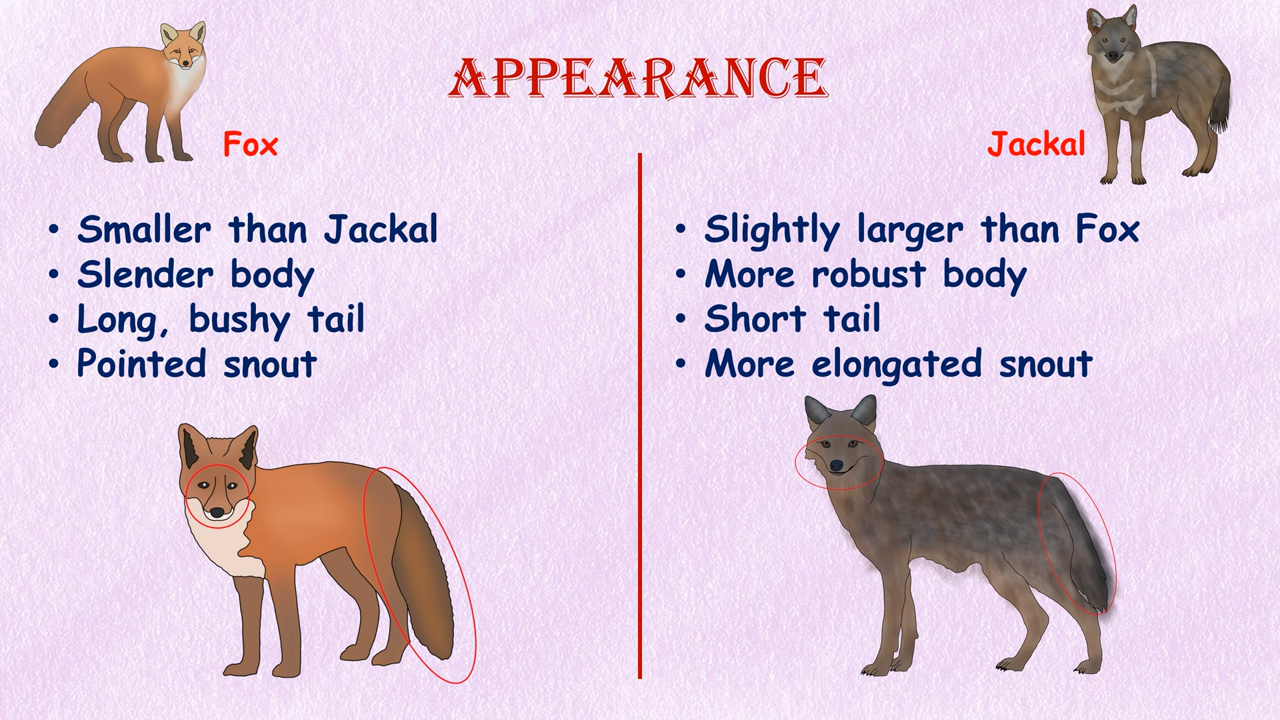 APPEARANCE
Fox
Jackal
• Smaller than Jackal
• Slender body
• Long, bushy tail
• Pointed snout
• Slightly larger than Fox
• More robust body
• Short tail
• More elongated snout